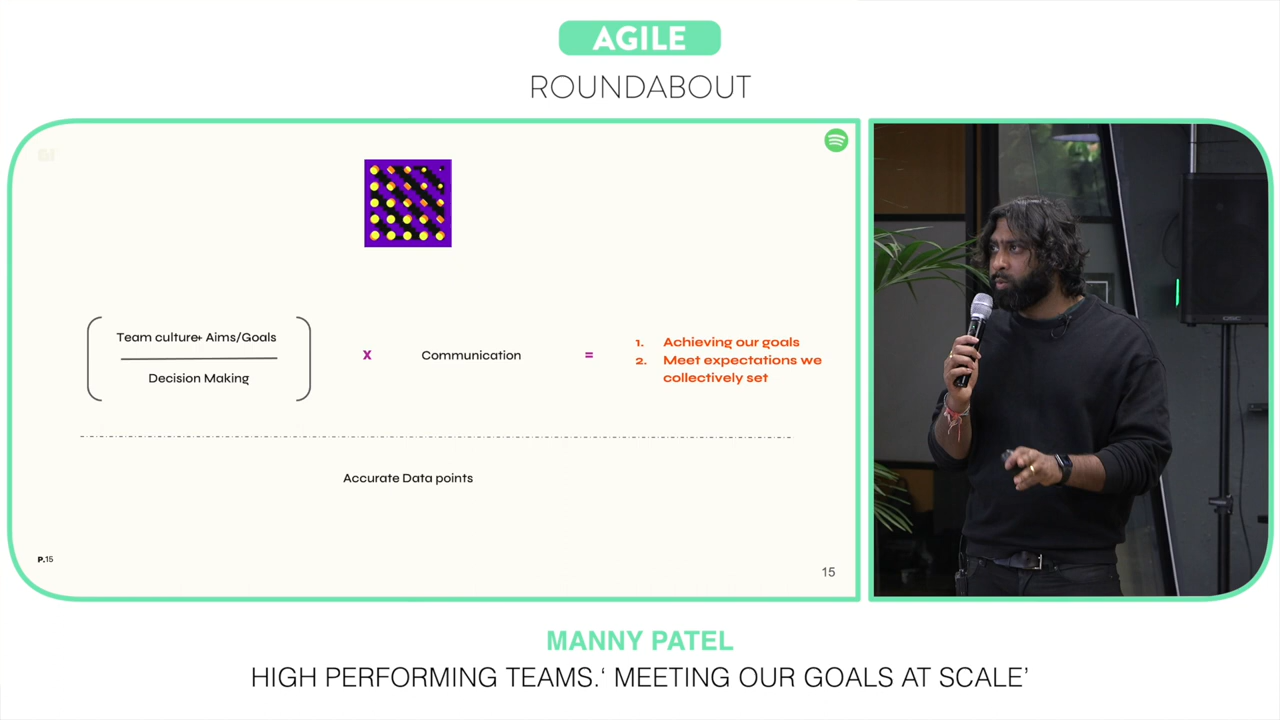 AGILE
ROUNDABOUT
Team culture+ Aims/Goals
Decision Making
x
Communication
=
1. Achieving our goals
2. Meet expectations we
collectively set
Accurate Data points
P.15
15
QSC
MANNY PATEL
HIGH PERFORMING TEAMS.‘ MEETING OUR GOALS AT SCALE’